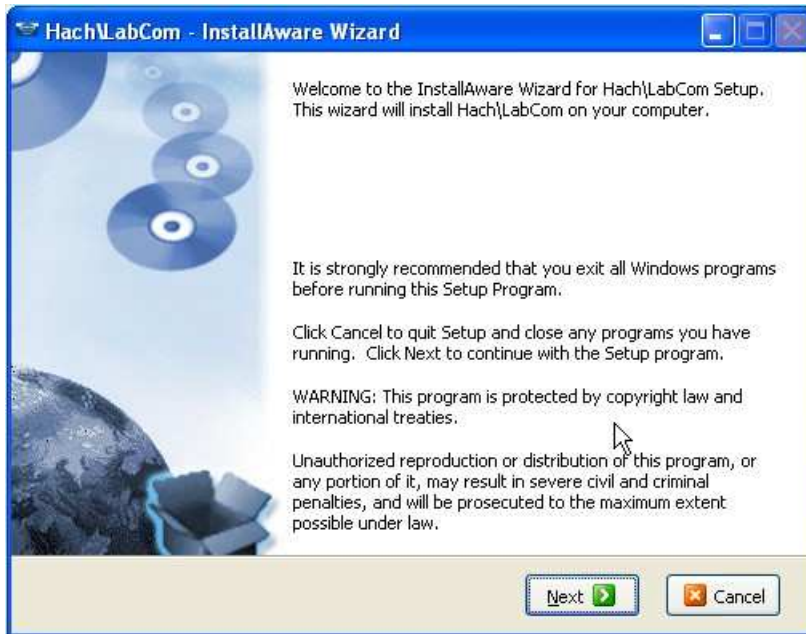 Hach\LabCom - InstallAware Wizard
Welcome to the InstallAware Wizard for Hach\LabCom Setup.
This wizard will install Hach\LabCom on your computer.
It is strongly recommended that you exit all Windows programs
before running this Setup Program.
Click Cancel to quit Setup and close any programs you have
running.  Click Next to continue with the Setup program.
WARNING: This program is protected by copyright law and
international treaties.
Unauthorized reproduction or distribution of this program, or
any portion of it, may result in severe civil and criminal
penalties, and will be prosecuted to the maximum extent
possible under law.
Next
Cancel